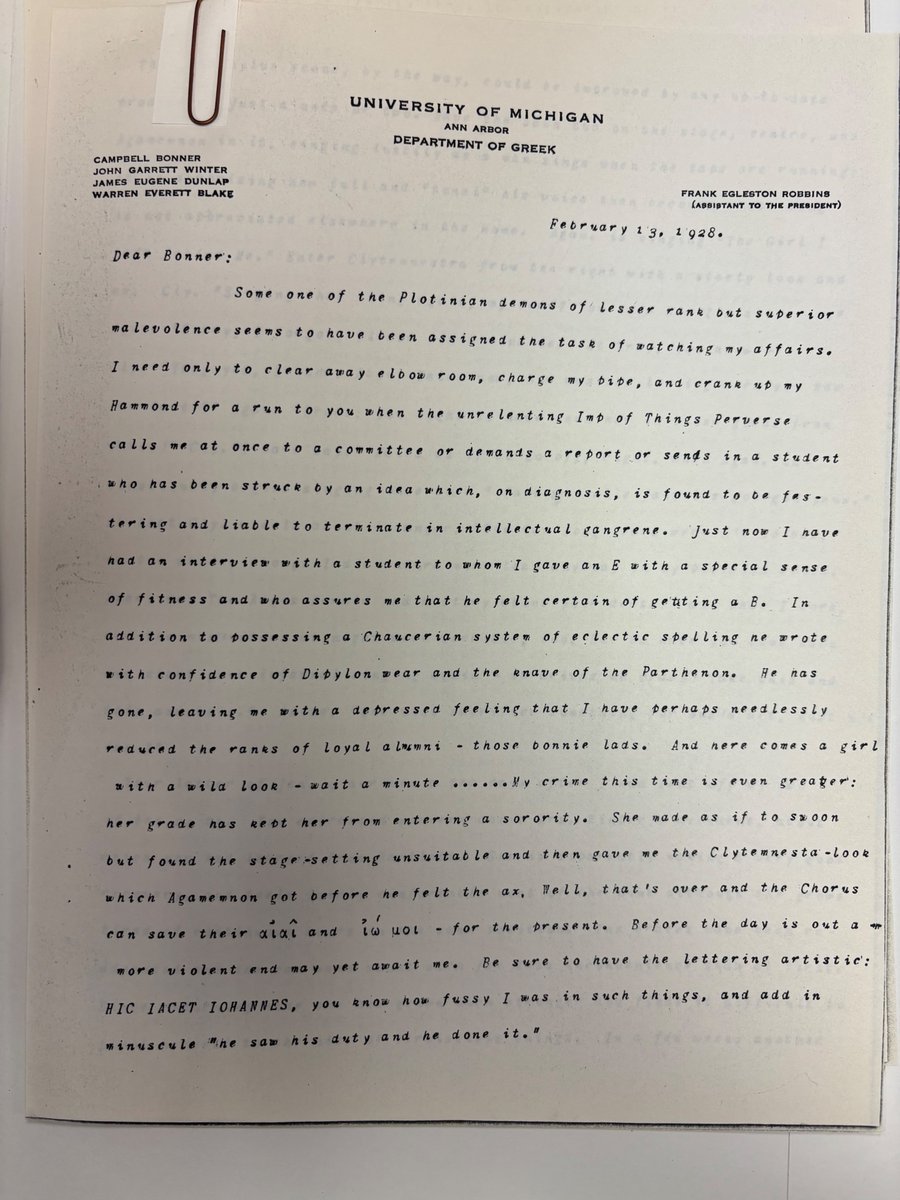 UNIVERSITY OF MICHIGAN
ANN ARBOR
DEPARTMENT OF GREEK
CAMPBELL BONNER
JOHN GARRETT WINTER
JAMES EUGENE DUNLAP
WARREN EVERETT BLAKE
FRANK EGLESTON ROBBINS
(ASSISTANT TO THE PRESIDENT)
February 13, 1928.
Dear Bonner:
Some one of the Plotinian demons of lesser rank but superior
malevolence seems to have been assigned the task of watching my affairs.
I need only to clear away elbow room, charge my pipe, and crank up my
Hammond for a run to you when the unrelenting Imp of Things Perverse
calls me at once to a committee or demands a report or sends in a student
who has been struck by an idea which, on diagnosis, is found to be fes-
tering and liable to terminate in intellectual gangrene. Just now I have
had an interview with a student to whom I gave an E with a special sense
of fitness and who assures me that he felt certain of getting a B. In
addition to possessing a Chaucerian system of eclectic spelling he wrote
with confidence of Dipylon wear and the knave of the Parthenon. He has
gone, leaving me with a depressed feeling that I have perhaps needlessly
reduced the ranks of loyal alumni - those bonnie lads. And here comes a girl
with a wild look - wait a minute ......My crime this time is even greater:
her grade has kept her from entering a sorority. She made as if to swoon
but found the stage-setting unsuitable and then gave me the Clytemnesta-look
which Agamemnon got before he felt the ax. Well, that's over and the Chorus
can save their αἰαῖ and ἰώ μοι - for the present. Before the day is out a
more violent end may yet await me. Be sure to have the lettering artistic:
HIC IACET IOHANNES, you know how fussy I was in such things, and add in
minuscule "he saw his duty and he done it."